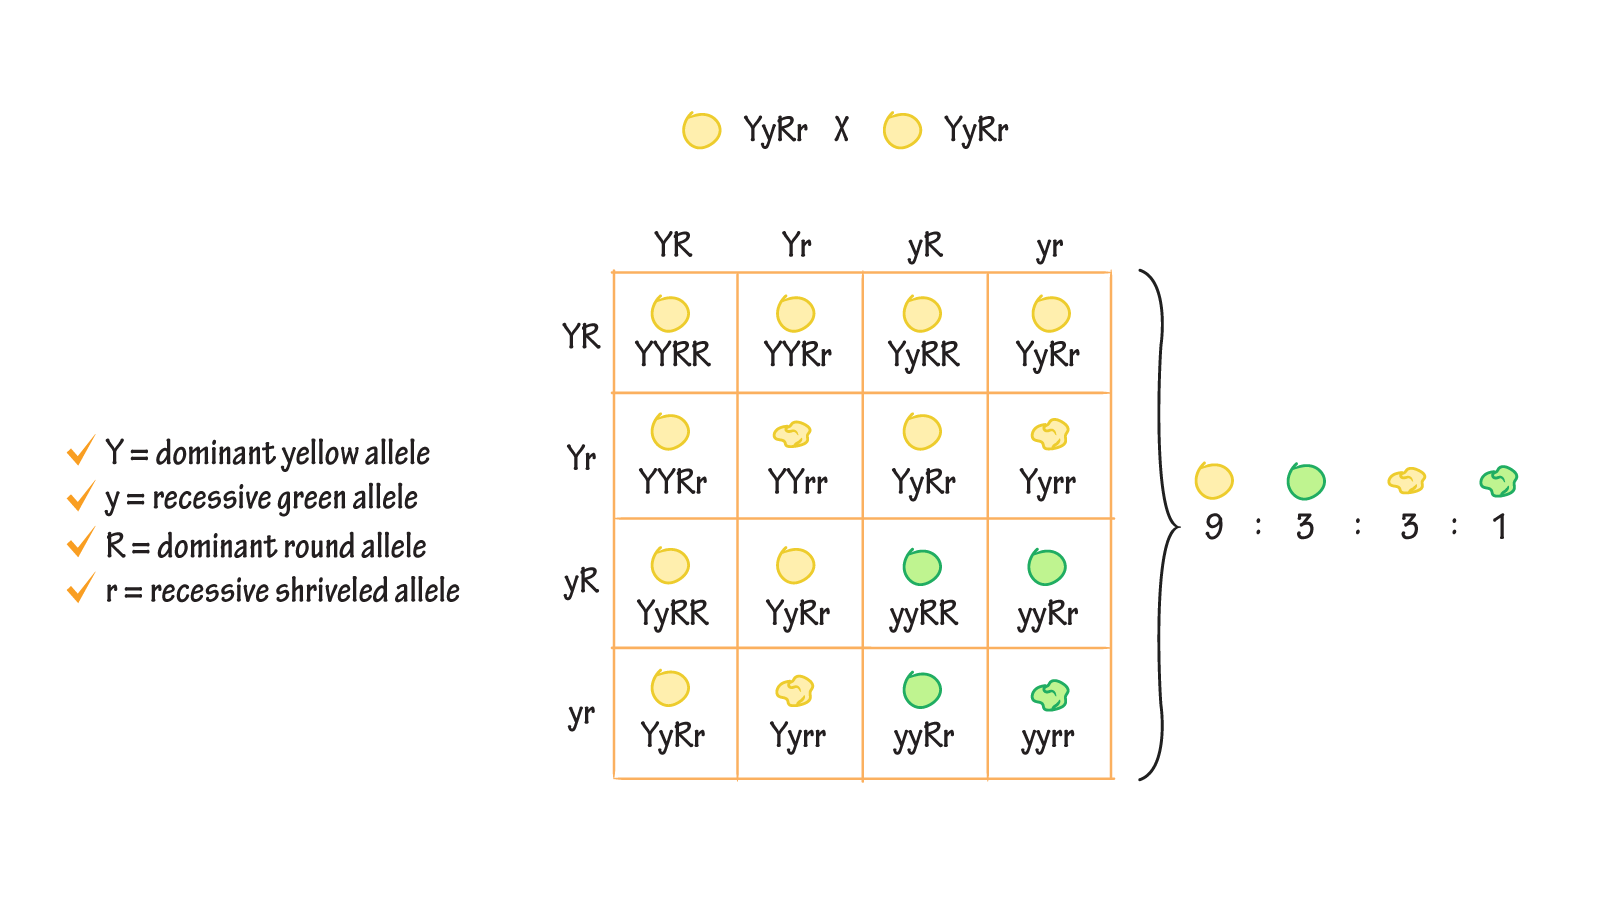 YyRr X YyRr
YR Yr yR yr
YR YYRR YYRr YyRR YyRr
Yr YYRr YYrr YyRr Yyrr
yR YyRR YyRr yyRR yyRr
yr YyRr Yyrr yyRr yyrr
Y = dominant yellow allele
y = recessive green allele
R = dominant round allele
r = recessive shriveled allele
9 : 3 : 3 : 1